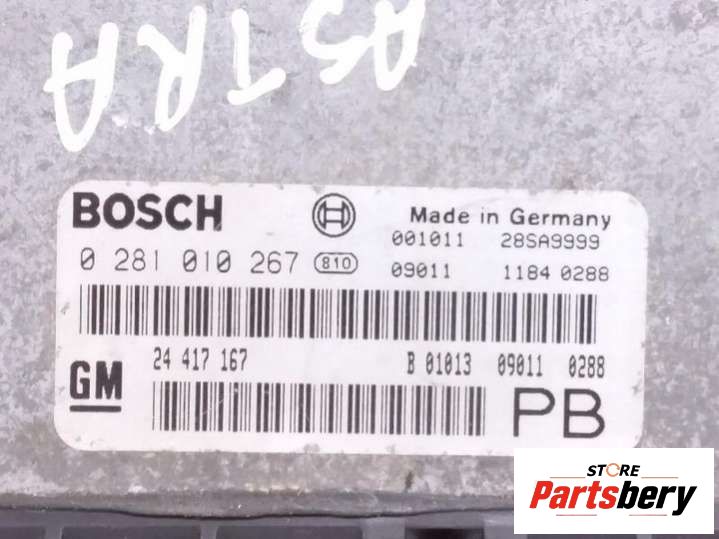 ASTRA
BOSCH
Made in Germany
001011 28SA9999
0 281 010 267 810
09011 1184 0288
24 417 167 B 01013 09011 0288
GM
PB
STORE
Partsbery